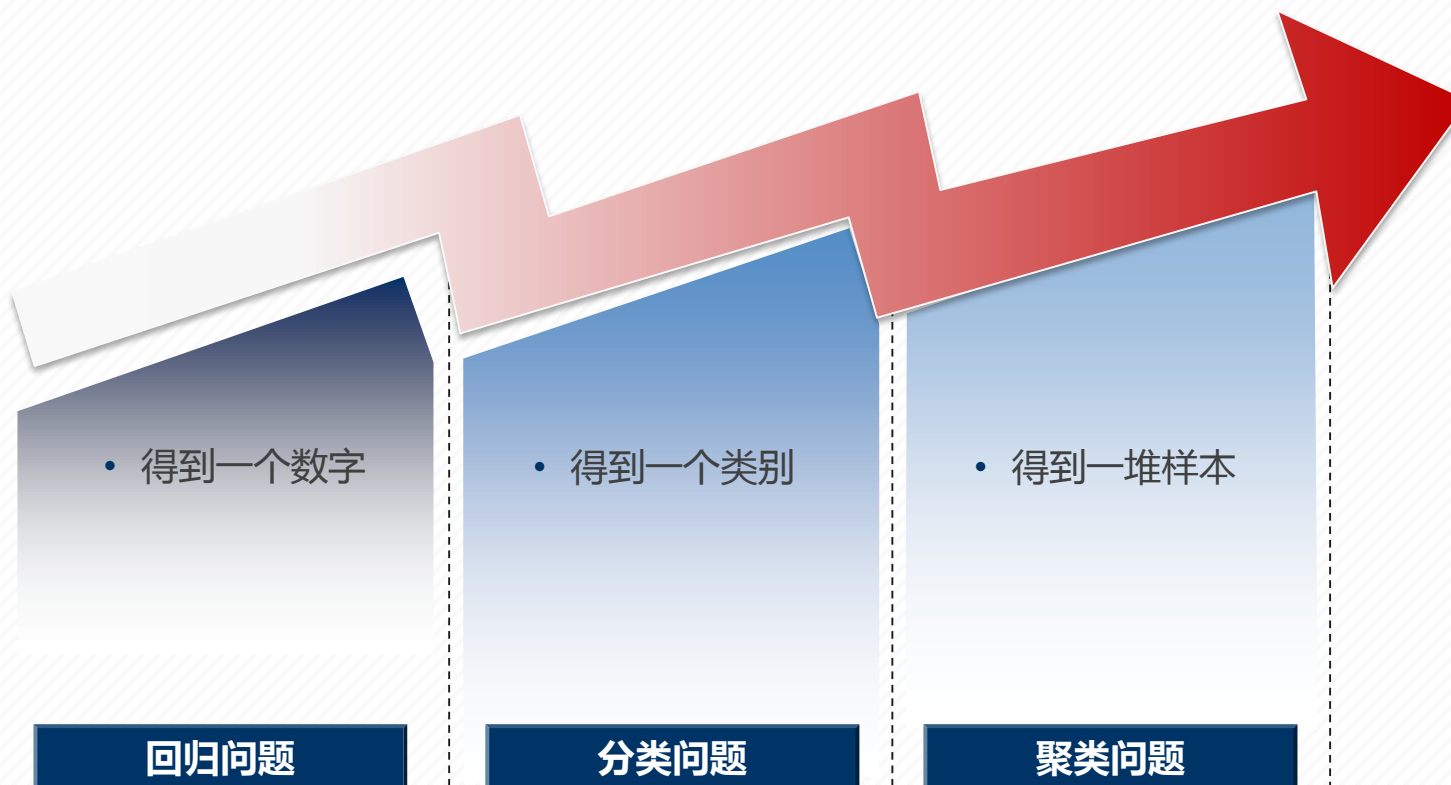 • 得到一个数字
• 得到一个类别
• 得到一堆样本
回归问题
分类问题
聚类问题